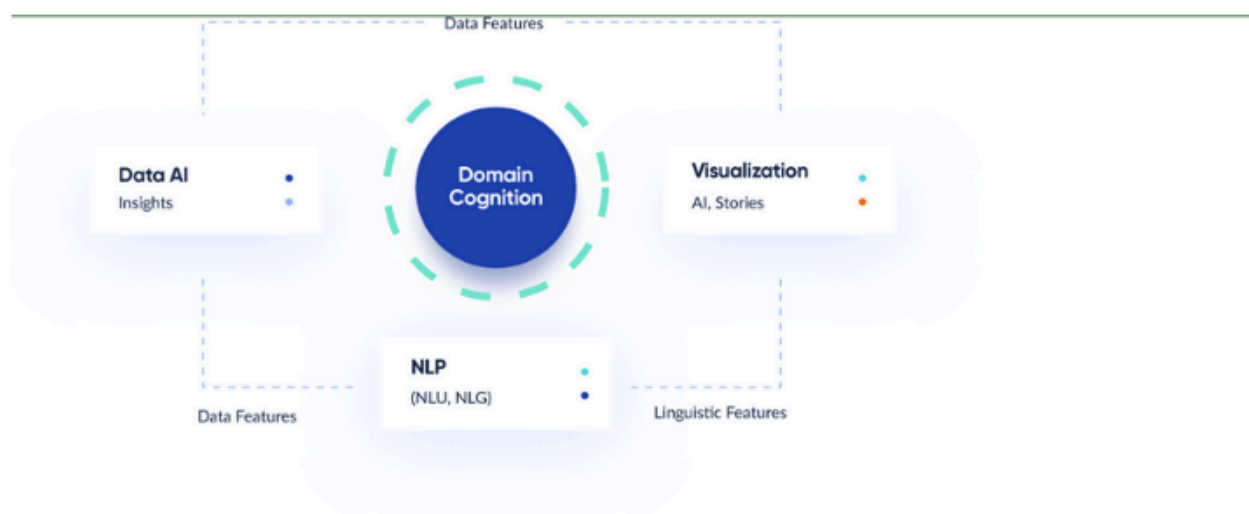 Data Features
Data AI
Insights
Domain
Cognition
Visualization
AI, Stories
NLP
(NLU, NLG)
Data Features
Linguistic Features